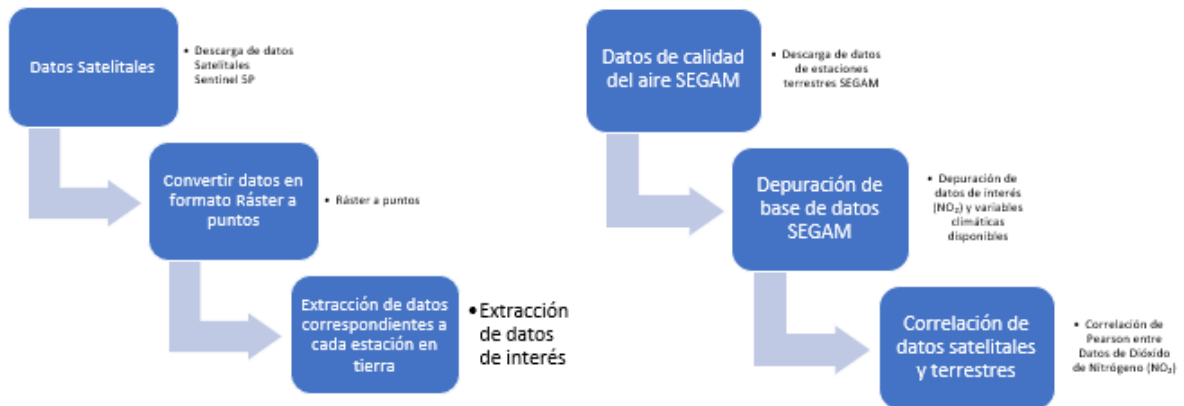 Datos Satelitales
• Descarga de datos
Satelitales
Sentinel 5P
Convertir datos en
formato Ráster a
puntos
• Ráster a puntos
Extracción de datos
correspondientes a
cada estación en
tierra
•Extracción
de datos
de interés
Datos de calidad
del aire SEGAM
• Descarga de datos
de estaciones
terrestres SEGAM
Depuración de
base de datos
SEGAM
• Depuración de
datos de interés
(NO₂) y variables
climáticas
disponibles
Correlación de
datos satelitales
y terrestres
• Correlación de
Pearson entre
Datos de Dióxido
de Nitrógeno (NO₂)